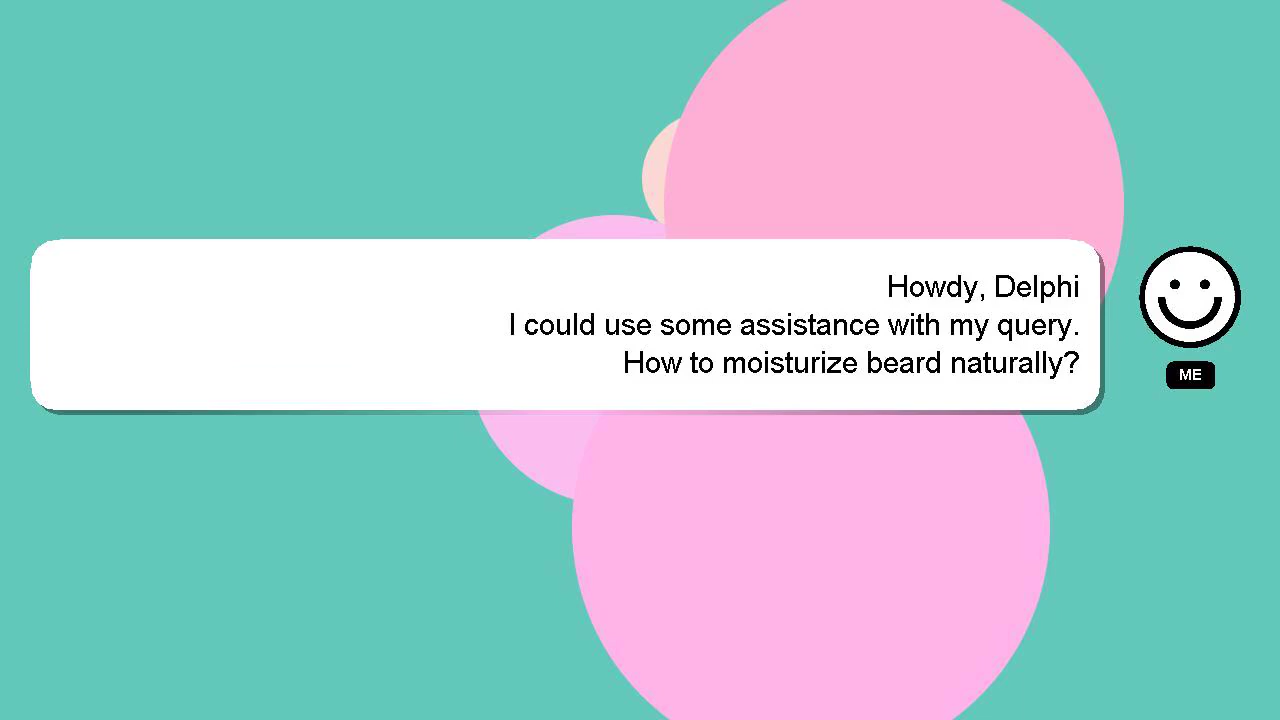 Howdy, Delphi
I could use some assistance with my query.
How to moisturize beard naturally?
ME